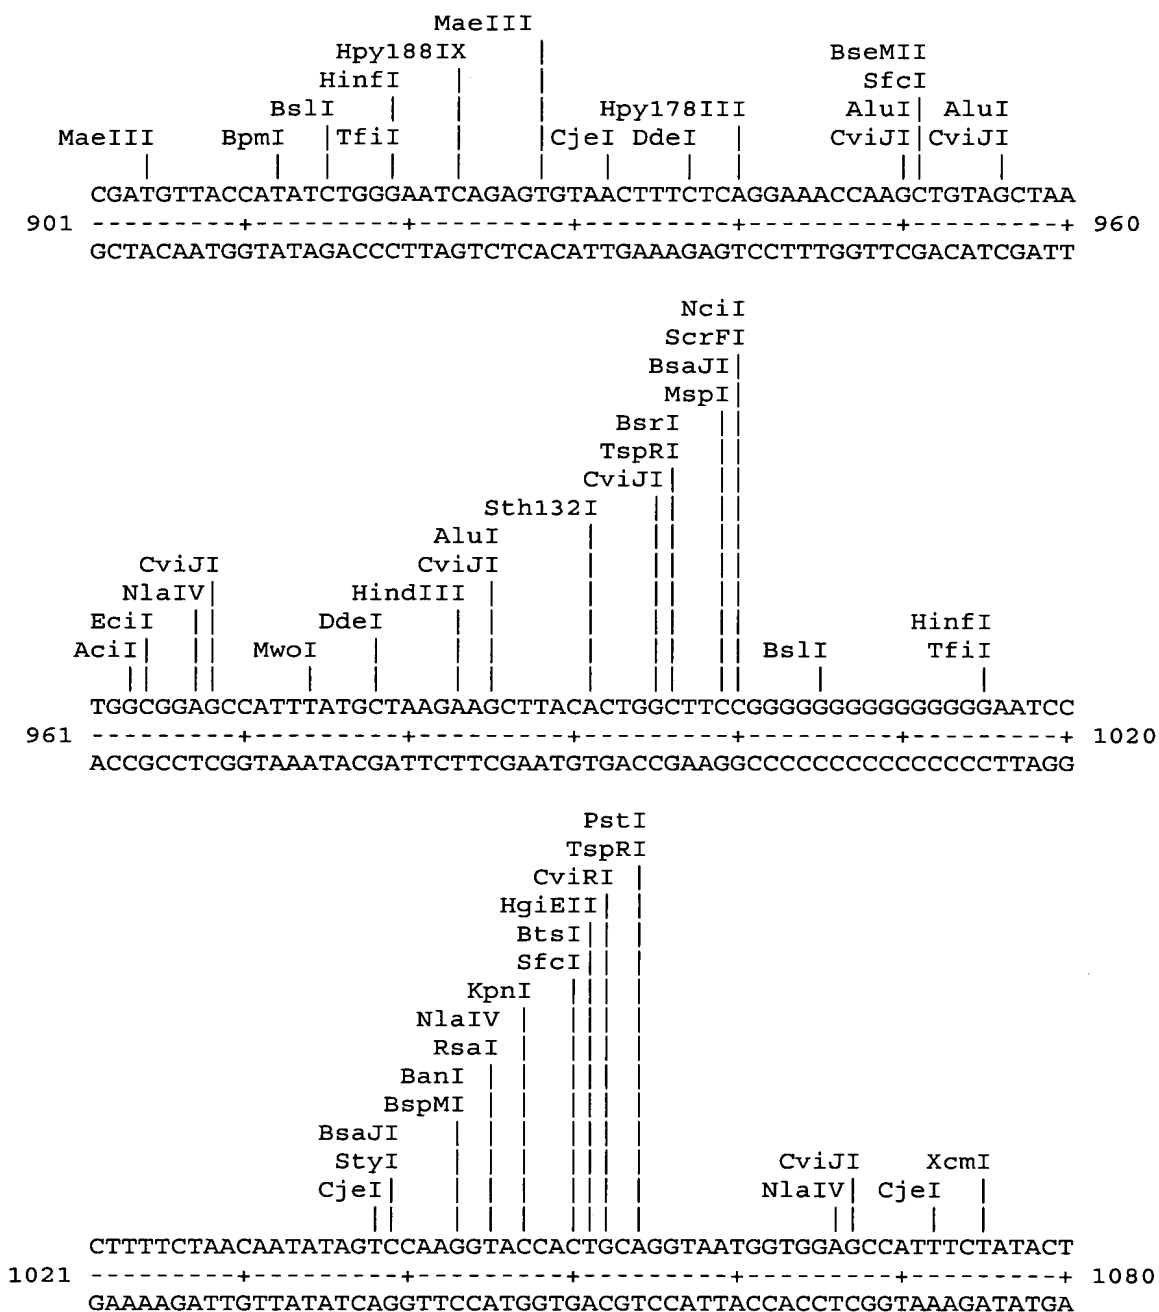 MaeIII
Hpy188IX BseMII
HinfI SfcI
BslI Hpy178III AluI AluI
MaeIII BpmI TfiI CjeI DdeI CviJI CviJI
CGATGTTACCATATCTGGGAATCAGAGTGTAACTTTCTCAGGAAACCAAGCTGTAGCTAA
901 ---------+---------+---------+---------+---------+---------+ 960
GCTACAATGGTATAGACCCTTAGTCTCACATTGAAAGAGTCCTTTGGTTCGACATCGATT
NciI
ScrFI
BsaJI
MspI
BsrI
TspRI
CviJI
Sth132I
AluI
CviJI CviJI
NlaIV HindIII
EciI DdeI HinfI
AciI MwoI BslI TfiI
TGGCGGAGCCATTTATGCTAAGAAGCTTACACTGGCTTCCGGGGGGGGGGGGGGGAATCC
961 ---------+---------+---------+---------+---------+---------+ 1020
ACCGCCTCGGTAAATACGATTCTTCGAATGTGACCGAAGGCCCCCCCCCCCCCCCTTAGG
PstI
TspRI
CviRI
HgiEII
BtsI
SfcI
KpnI
NlaIV
RsaI
BanI
BspMI
BsaJI
StyI CviJI XcmI
CjeI NlaIV CjeI
CTTTTCTAACAATATAGTCCAAGGTACCACTGCAGGTAATGGTGGAGCCATTTCTATACT
1021 ---------+---------+---------+---------+---------+---------+ 1080
GAAAAGATTGTTATATCAGGTTCCATGGTGACGTCCATTACCACCTCGGTAAAGATATGA